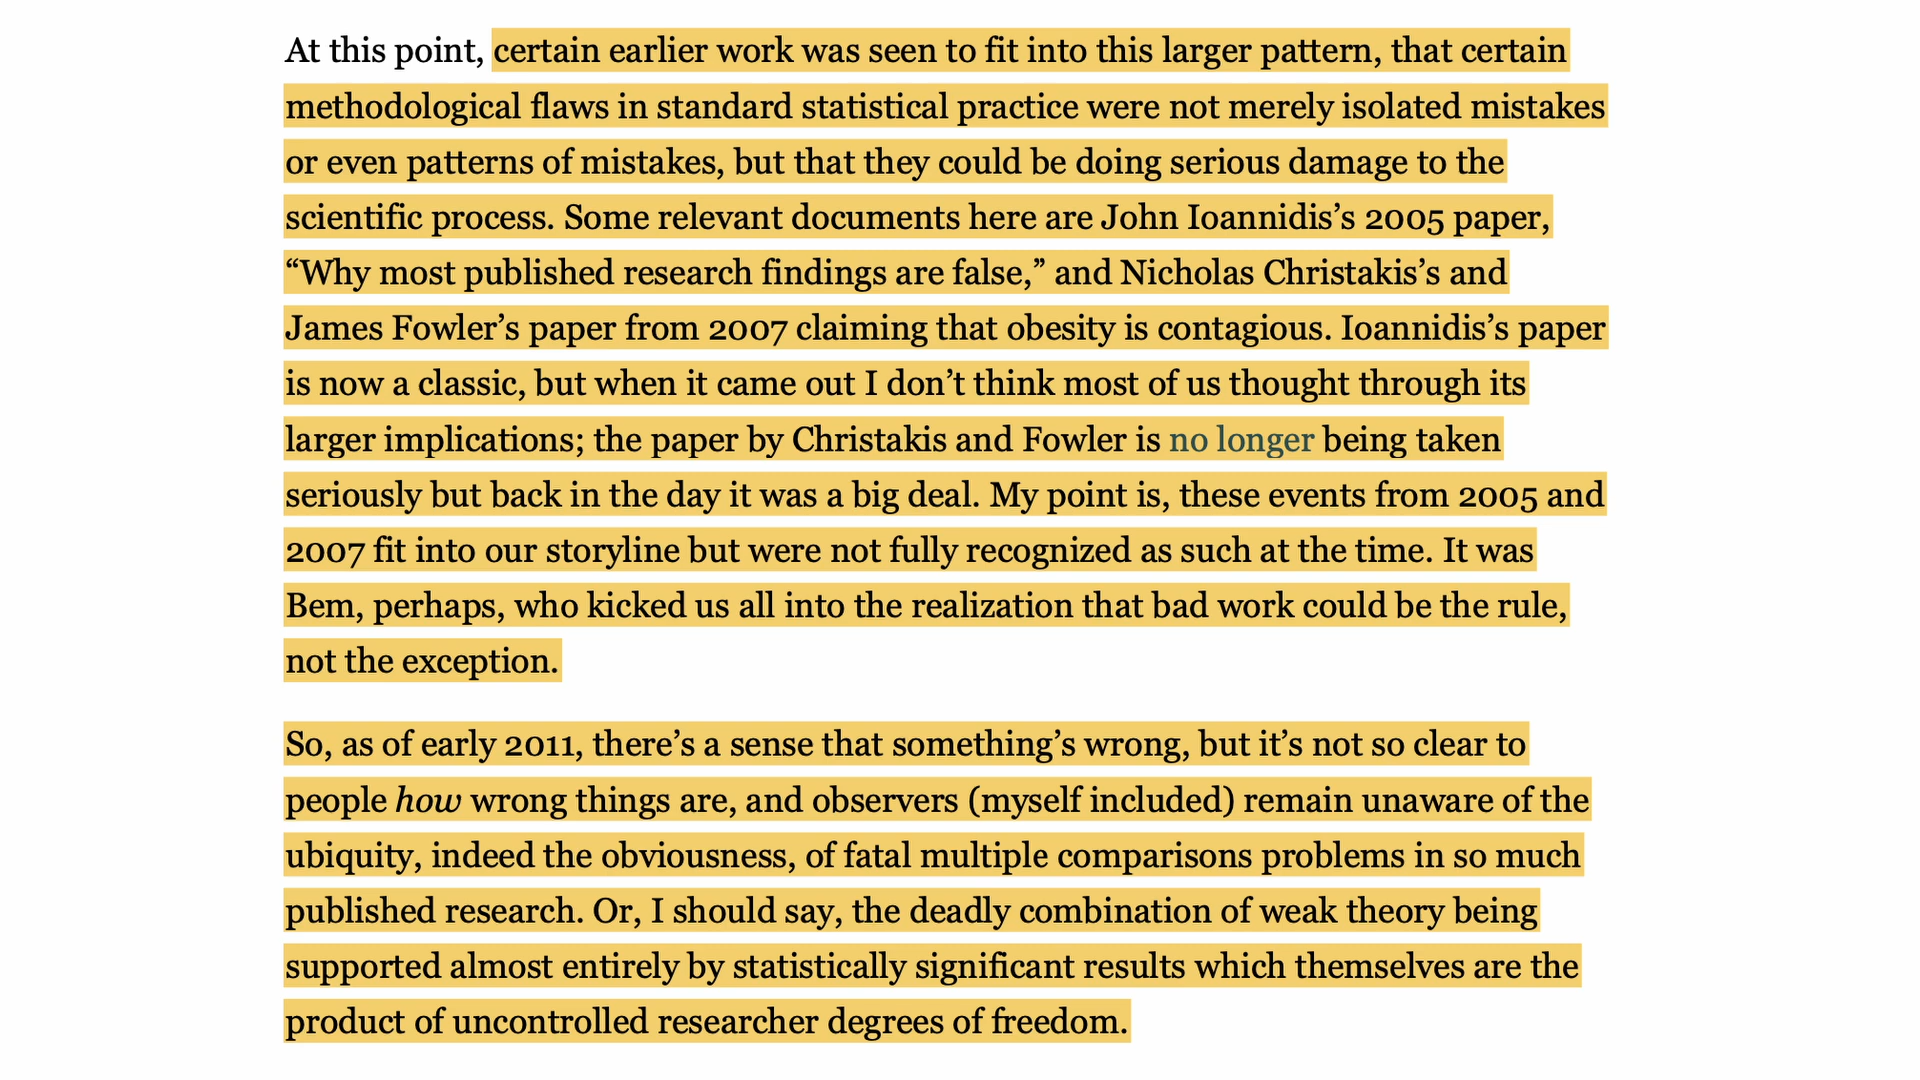 At this point, certain earlier work was seen to fit into this larger pattern, that certain
methodological flaws in standard statistical practice were not merely isolated mistakes
or even patterns of mistakes, but that they could be doing serious damage to the
scientific process. Some relevant documents here are John Ioannidis’s 2005 paper,
“Why most published research findings are false,” and Nicholas Christakis’s and
James Fowler’s paper from 2007 claiming that obesity is contagious. Ioannidis’s paper
is now a classic, but when it came out I don’t think most of us thought through its
larger implications; the paper by Christakis and Fowler is no longer being taken
seriously but back in the day it was a big deal. My point is, these events from 2005 and
2007 fit into our storyline but were not fully recognized as such at the time. It was
Bem, perhaps, who kicked us all into the realization that bad work could be the rule,
not the exception.
So, as of early 2011, there’s a sense that something’s wrong, but it’s not so clear to
people how wrong things are, and observers (myself included) remain unaware of the
ubiquity, indeed the obviousness, of fatal multiple comparisons problems in so much
published research. Or, I should say, the deadly combination of weak theory being
supported almost entirely by statistically significant results which themselves are the
product of uncontrolled researcher degrees of freedom.